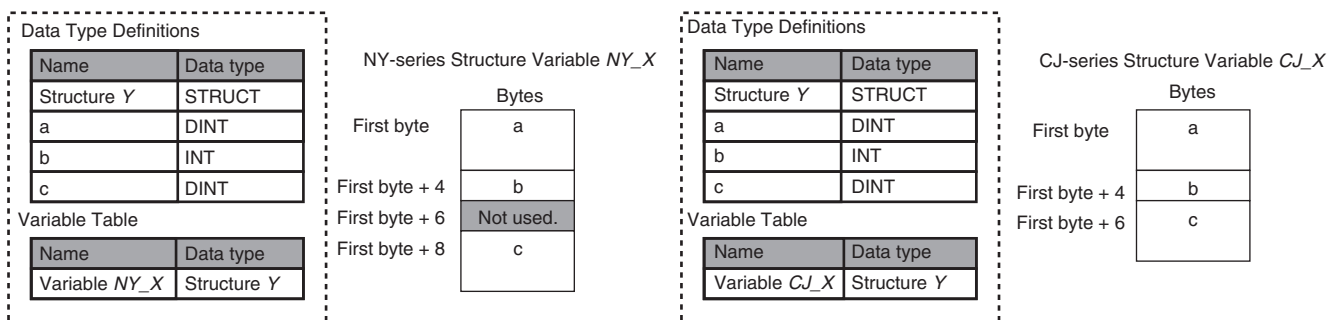 Data Type Definitions
Name Data type
Structure Y STRUCT
a DINT
b INT
c DINT
Variable Table
Name Data type
Variable NY_X Structure Y
NY-series Structure Variable NY_X
Bytes
First byte a
First byte + 4 b
First byte + 6 Not used.
First byte + 8 c
Data Type Definitions
Name Data type
Structure Y STRUCT
a DINT
b INT
c DINT
Variable Table
Name Data type
Variable CJ_X Structure Y
CJ-series Structure Variable CJ_X
Bytes
First byte a
First byte + 4 b
First byte + 6 c